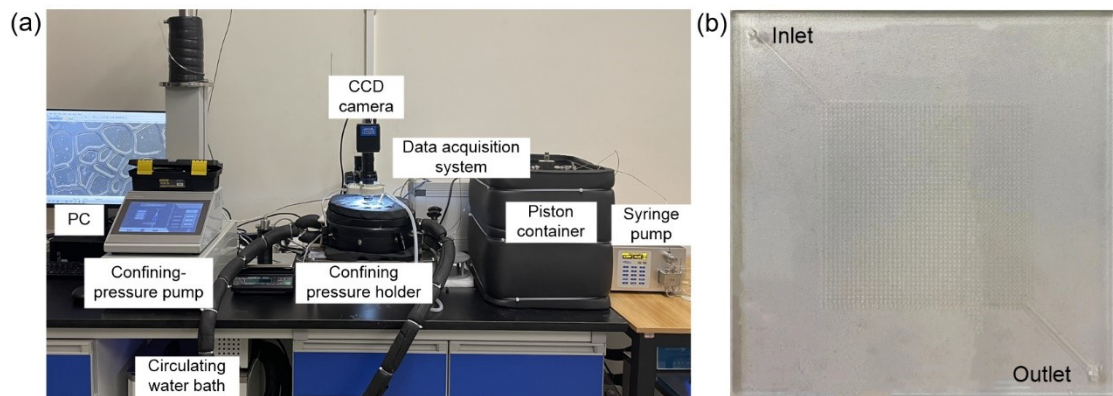 (a)
CCD
camera
Data acquisition
system
PC
Piston
container
Syringe
pump
Confining-
pressure pump
Confining
pressure holder
Circulating
water bath
(b)
Inlet
Outlet